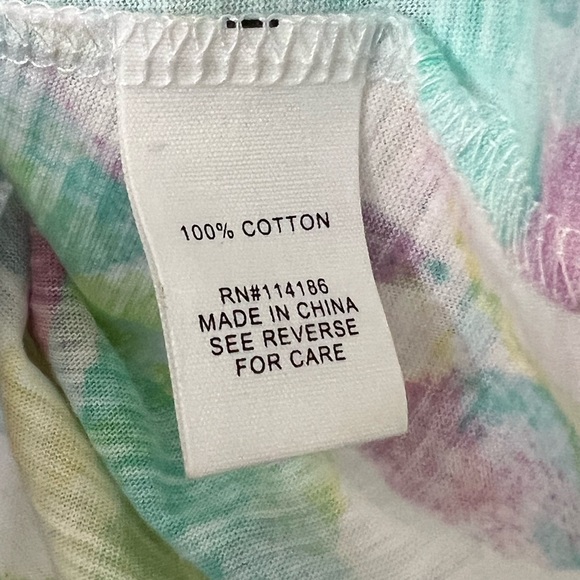 100% COTTON
RN#114186
MADE IN CHINA
SEE REVERSE
FOR CARE